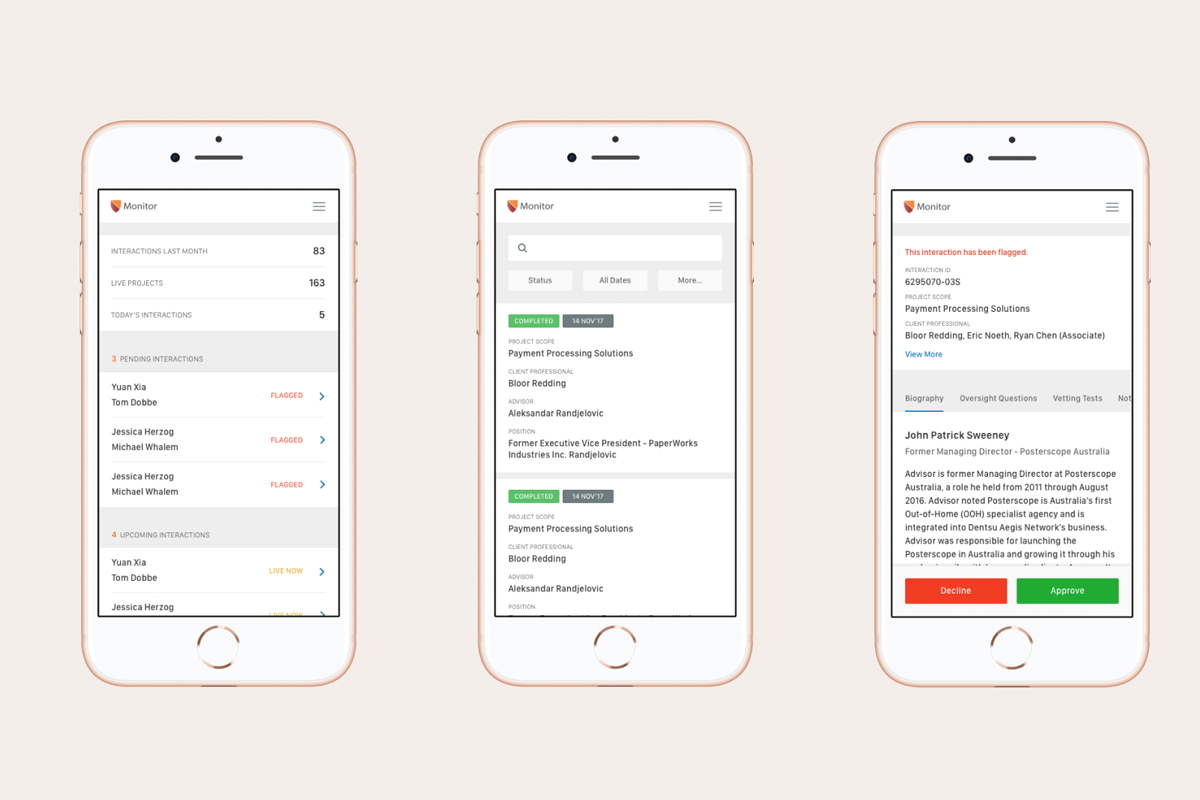 Monitor
INTERACTIONS LAST MONTH 83
LIVE PROJECTS 163
TODAY'S INTERACTIONS 5
3 PENDING INTERACTIONS
Yuan Xia
Tom Dobbe
FLAGGED
Jessica Herzog
Michael Whalem
FLAGGED
Jessica Herzog
Michael Whalem
FLAGGED
4 UPCOMING INTERACTIONS
Yuan Xia
Tom Dobbe
LIVE NOW
Jessica Herzog
LIVE NOW
Monitor
Status All Dates More...
COMPLETED 14 NOV'17
PROJECT SCOPE
Payment Processing Solutions
CLIENT PROFESSIONAL
Bloor Redding
ADVISOR
Aleksandar Randjelovic
POSITION
Former Executive Vice President - PaperWorks
Industries Inc. Randjelovic
COMPLETED 14 NOV'17
PROJECT SCOPE
Payment Processing Solutions
CLIENT PROFESSIONAL
Bloor Redding
ADVISOR
Aleksandar Randjelovic
POSITION
Monitor
This interaction has been flagged.
INTERACTION ID
6295070-03S
PROJECT SCOPE
Payment Processing Solutions
CLIENT PROFESSIONAL
Bloor Redding, Eric Noeth, Ryan Chen (Associate)
View More
Biography Oversight Questions Vetting Tests Not
John Patrick Sweeney
Former Managing Director - Posterscope Australia
Advisor is former Managing Director at Posterscope
Australia, a role he held from 2011 through August
2016. Advisor noted Posterscope is Australia's first
Out-of-Home (OOH) specialist agency and is
integrated into Dentsu Aegis Network's business.
Advisor was responsible for launching the
Posterscope in Australia and growing it through his
Decline Approve